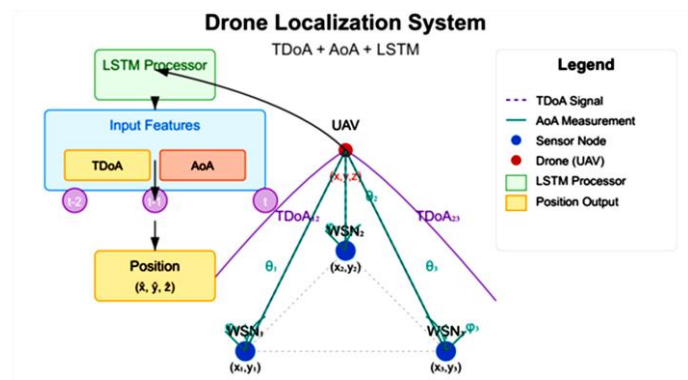 Drone Localization System
TDoA + AoA + LSTM
LSTM Processor
Input Features
TDoA
AoA
t-2
t
Position
(x̂, ŷ, ẑ)
UAV
(x,y,z)
θ₂
TDoA₁₂
TDoA₂₃
WSN₂
(x₂,y₂)
θ₁
θ₃
WSN₁
(x₁,y₁)
WSN₃
φ₃
(x₃,y₃)
Legend
TDoA Signal
AoA Measurement
Sensor Node
Drone (UAV)
LSTM Processor
Position Output